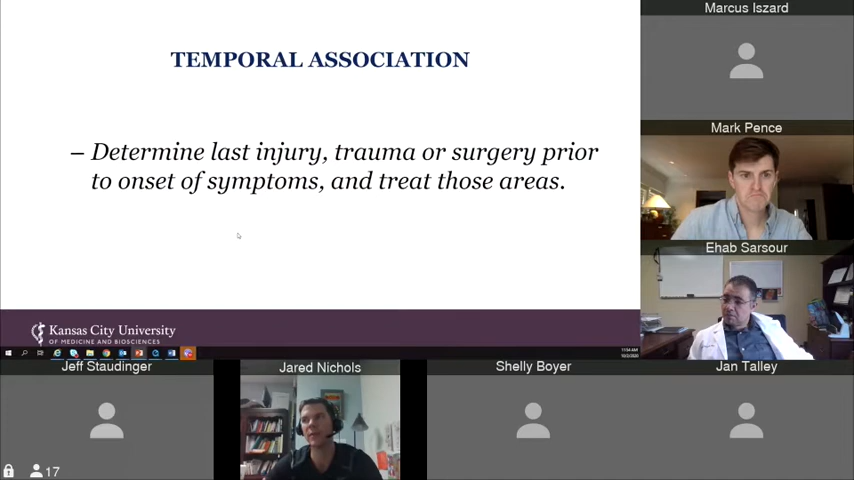 TEMPORAL ASSOCIATION
– Determine last injury, trauma or surgery prior
to onset of symptoms, and treat those areas.
Kansas City University
OF MEDICINE AND BIOSCIENCES
Marcus Iszard
Mark Pence
Ehab Sarsour
Jeff Staudinger
Jared Nichols
Shelly Boyer
Jan Talley
17